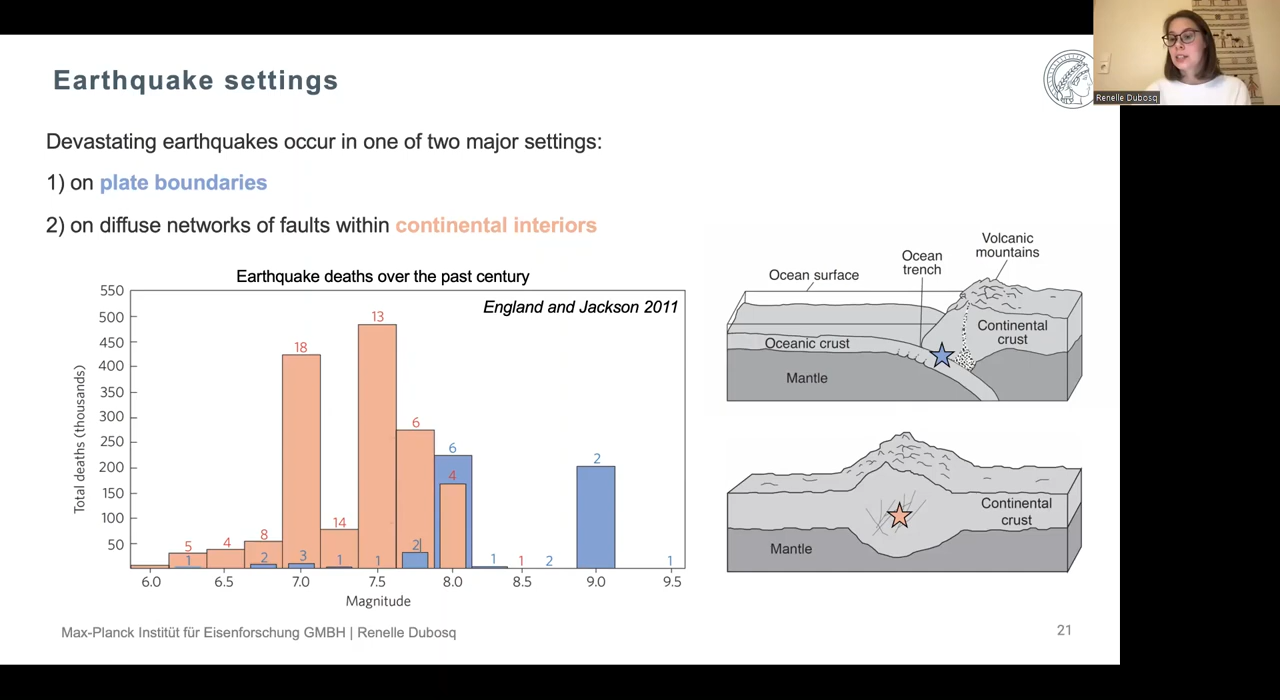 Earthquake settings
Renelle Dubosq
Devastating earthquakes occur in one of two major settings:
1) on plate boundaries
2) on diffuse networks of faults within continental interiors
Earthquake deaths over the past century
England and Jackson 2011
Total deaths (thousands)
550
500
450
400
350
300
250
200
150
100
50
5
4
8
18
14
13
6
6
4
2
1
2
3
1
1
2
1
1
2
1
6.0
6.5
7.0
7.5
8.0
8.5
9.0
9.5
Magnitude
Volcanic
mountains
Ocean
trench
Ocean surface
Continental
crust
Oceanic crust
Mantle
Continental
crust
Mantle
Max-Planck Institüt für Eisenforschung GMBH | Renelle Dubosq
21